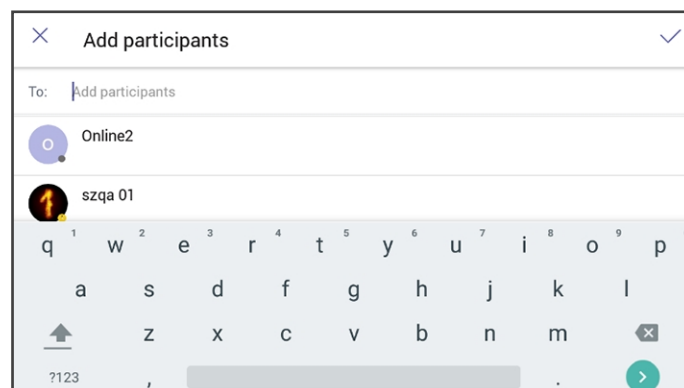 Add participants
To: Add participants
O Online2
szqa 01
1 2 3 4 5 6 7 8 9
q w e r t y u i o p
a s d f g h j k l
z x c v b n m
?123 , .